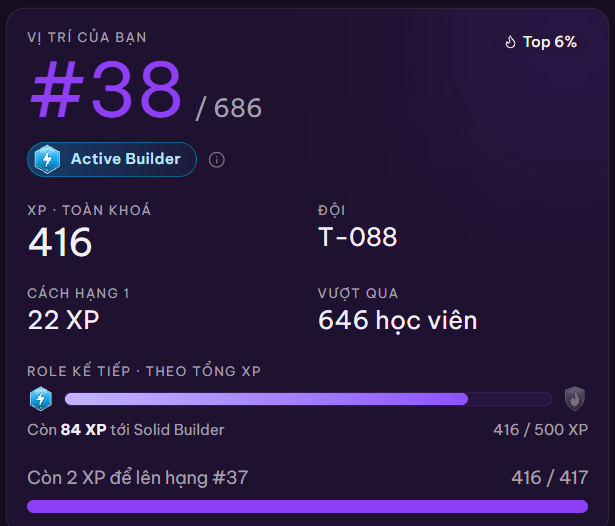 VỊ TRÍ CỦA BẠN
Top 6%
#38 / 686
Active Builder
XP · TOÀN KHOÁ
ĐỘI
416
T-088
CÁCH HẠNG 1
VƯỢT QUA
22 XP
646 học viên
ROLE KẾ TIẾP · THEO TỔNG XP
Còn 84 XP tới Solid Builder
416 / 500 XP
Còn 2 XP để lên hạng #37
416 / 417